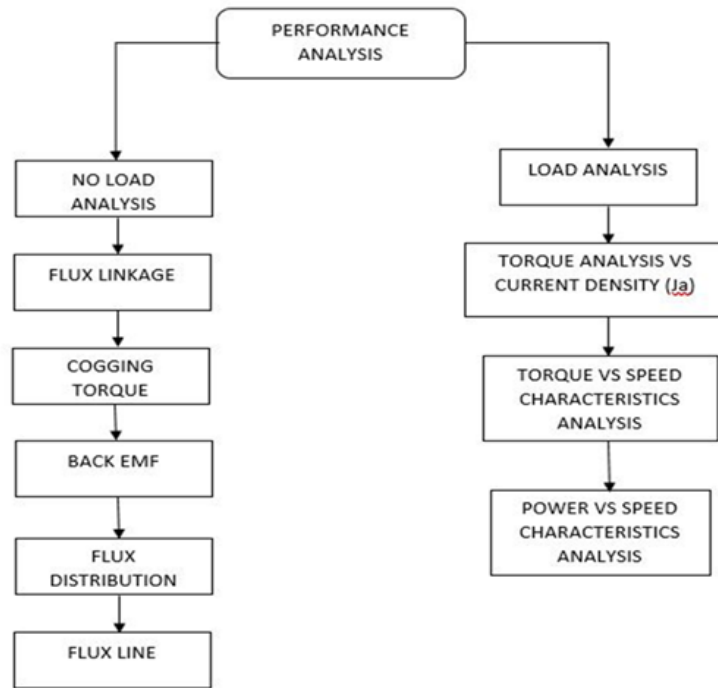 PERFORMANCE
ANALYSIS
NO LOAD
ANALYSIS
FLUX LINKAGE
COGGING
TORQUE
BACK EMF
FLUX
DISTRIBUTION
FLUX LINE
LOAD ANALYSIS
TORQUE ANALYSIS VS
CURRENT DENSITY (Ja)
TORQUE VS SPEED
CHARACTERISTICS
ANALYSIS
POWER VS SPEED
CHARACTERISTICS
ANALYSIS